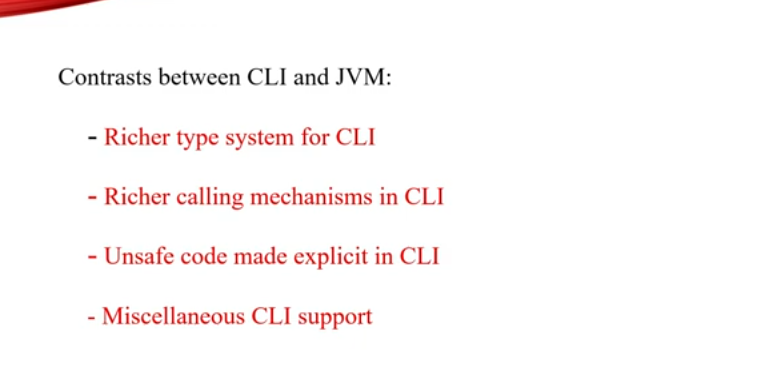 Contrasts between CLI and JVM:
- Richer type system for CLI
- Richer calling mechanisms in CLI
- Unsafe code made explicit in CLI
- Miscellaneous CLI support